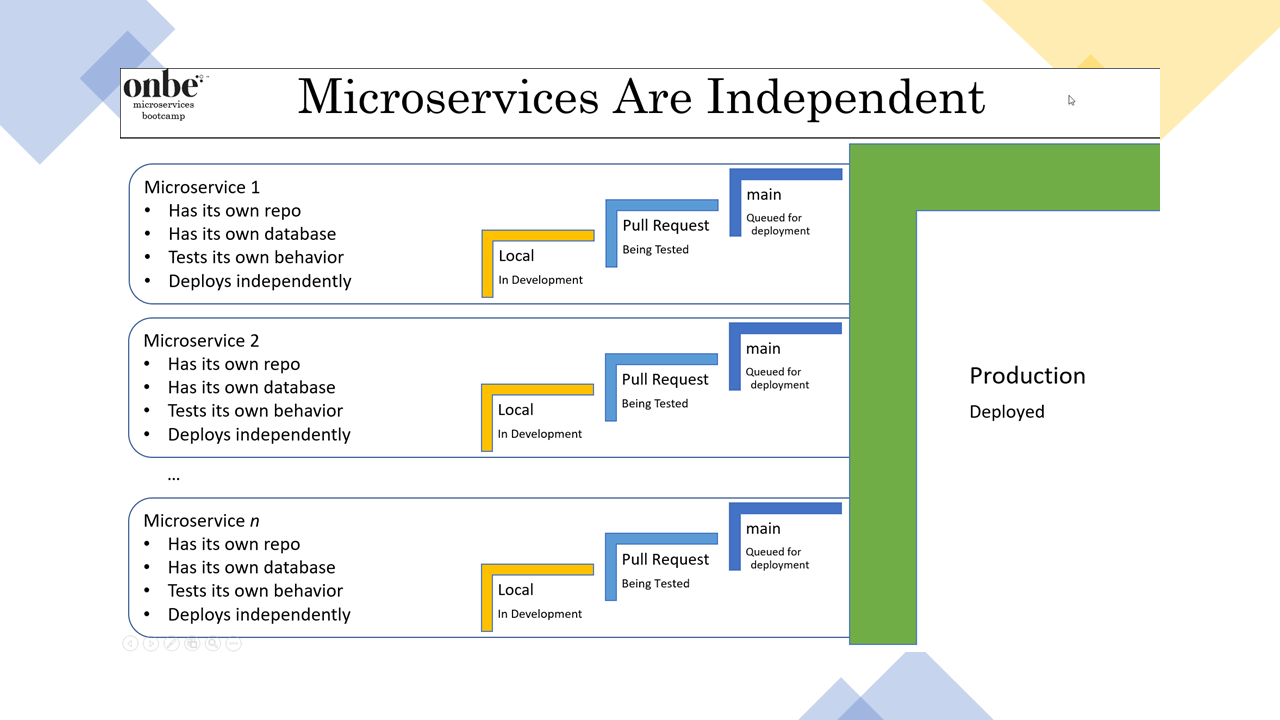 onbe
microservices
bootcamp
Microservices Are Independent
Microservice 1
• Has its own repo
• Has its own database
• Tests its own behavior
• Deploys independently
Local
In Development
Pull Request
Being Tested
main
Queued for
deployment
Microservice 2
• Has its own repo
• Has its own database
• Tests its own behavior
• Deploys independently
Local
In Development
Pull Request
Being Tested
main
Queued for
deployment
...
Microservice n
• Has its own repo
• Has its own database
• Tests its own behavior
• Deploys independently
Local
In Development
Pull Request
Being Tested
main
Queued for
deployment
Production
Deployed